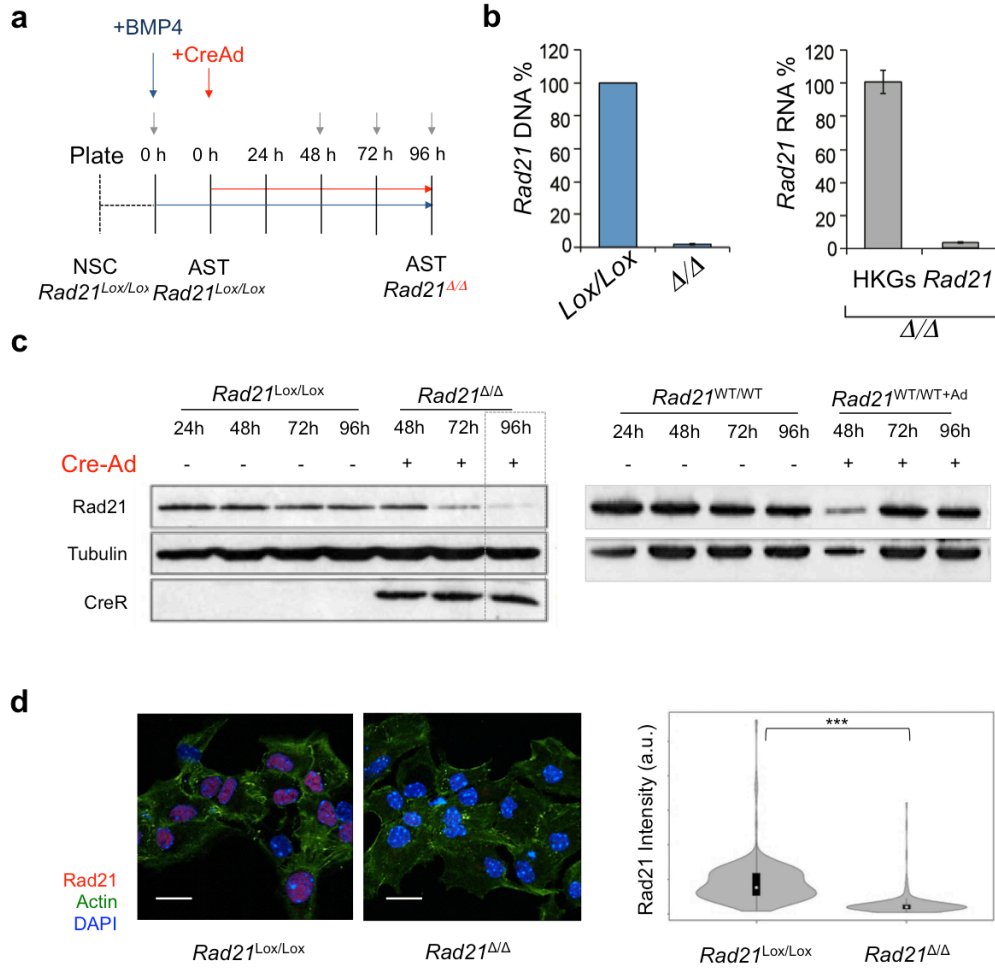 a
+BMP4
+CreAd
Plate 0 h 0 h 24 h 48 h 72 h 96 h
NSC AST AST
Rad21Lox/Lox Rad21Lox/Lox Rad21Δ/Δ
b
Rad21 DNA %
120
100
80
60
40
20
0
Lox/Lox Δ/Δ
Rad21 RNA %
120
100
80
60
40
20
0
HKGs Rad21
Δ/Δ
c
Rad21Lox/Lox Rad21Δ/Δ
24h 48h 72h 96h 48h 72h 96h
Cre-Ad - - - - + + +
Rad21
Tubulin
CreR
Rad21WT/WT Rad21WT/WT+Ad
24h 48h 72h 96h 48h 72h 96h
- - - - + + +
d
Rad21
Actin
DAPI
Rad21Lox/Lox Rad21Δ/Δ
Rad21 Intensity (a.u.)
***
Rad21Lox/Lox Rad21Δ/Δ